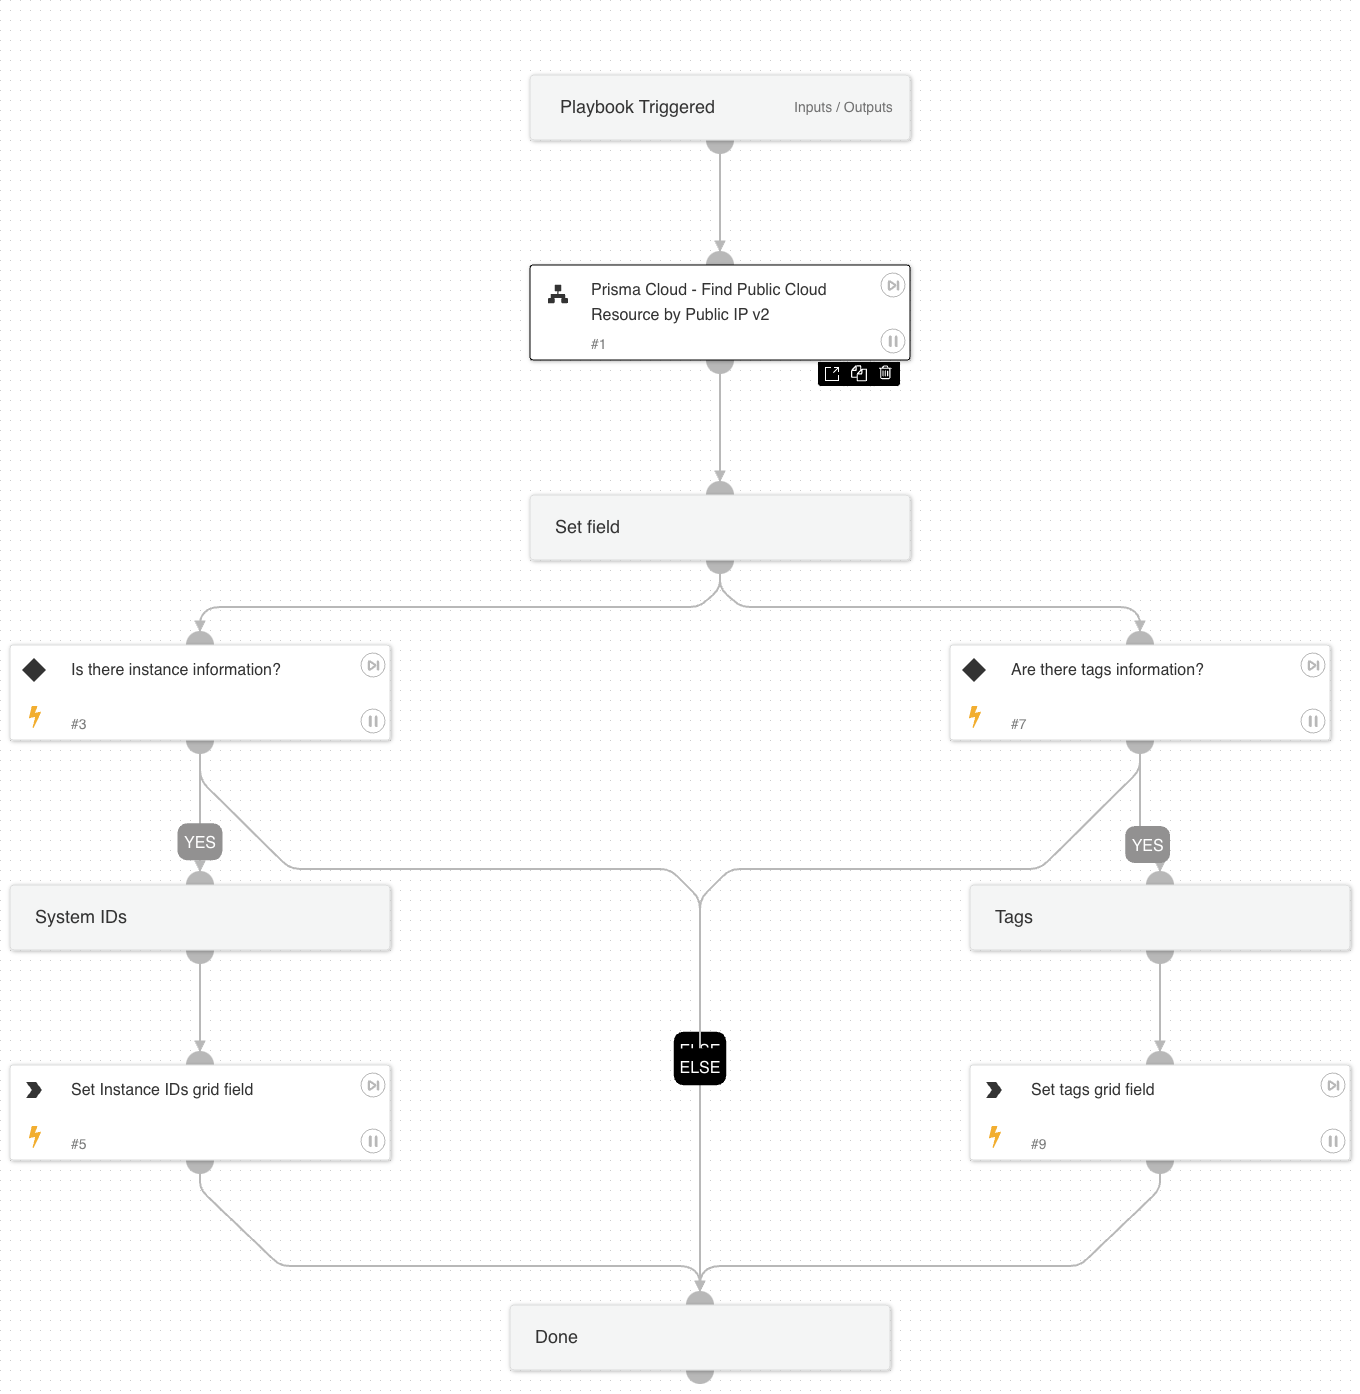 Playbook Triggered
Inputs / Outputs
Prisma Cloud - Find Public Cloud
Resource by Public IP v2
#1
Set field
Is there instance information?
#3
Are there tags information?
#7
YES
YES
System IDs
Tags
ELSE
ELSE
Set Instance IDs grid field
#5
Set tags grid field
#9
Done